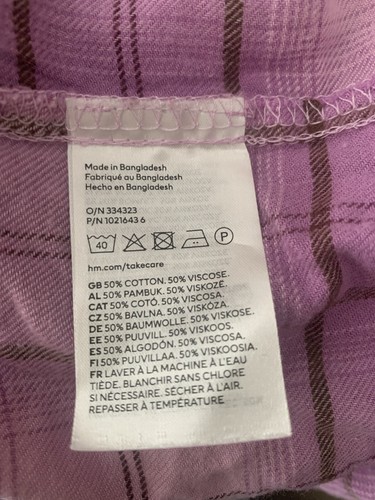 Made in Bangladesh
Fabriqué au Bangladesh
Hecho en Bangladesh
O/N 334323
P/N 1021643 6
40
P
hm.com/takecare
GB 50% COTTON. 50% VISCOSE.
AL 50% PAMBUK. 50% VISKOZË.
CAT 50% COTÓ. 50% VISCOSA.
CZ 50% BAVLNA. 50% VISKÓZA.
DE 50% BAUMWOLLE. 50% VISKOSE.
EE 50% PUUVILL. 50% VISKOOS.
ES 50% ALGODÓN. 50% VISCOSA.
FI 50% PUUVILLAA. 50% VISKOOSIA.
FR LAVER À LA MACHINE À L'EAU
TIÈDE. BLANCHIR SANS CHLORE
SI NÉCESSAIRE. SÉCHER À L'AIR.
REPASSER À TEMPÉRATURE